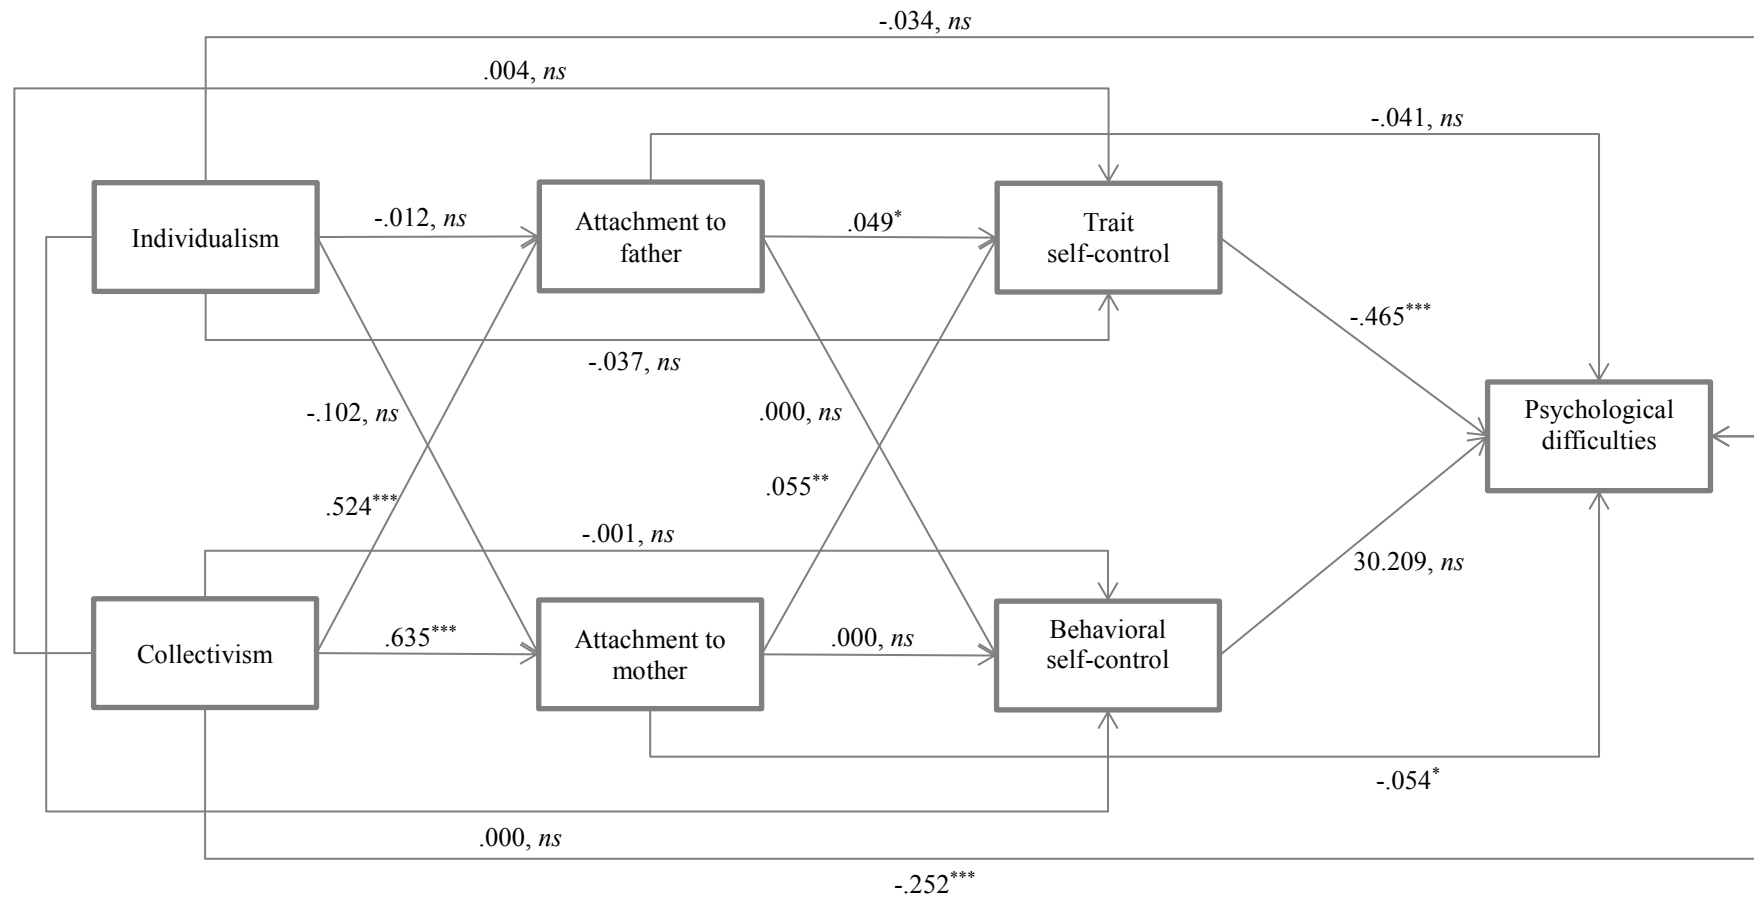 -.034, ns
.004, ns
-.041, ns
Individualism
-.012, ns
Attachment to
father
.049*
Trait
self-control
-.465***
-.037, ns
-.102, ns
.000, ns
Psychological
difficulties
.524***
.055**
-.001, ns
30.209, ns
Collectivism
.635***
Attachment to
mother
.000, ns
Behavioral
self-control
-.054*
.000, ns
-.252***